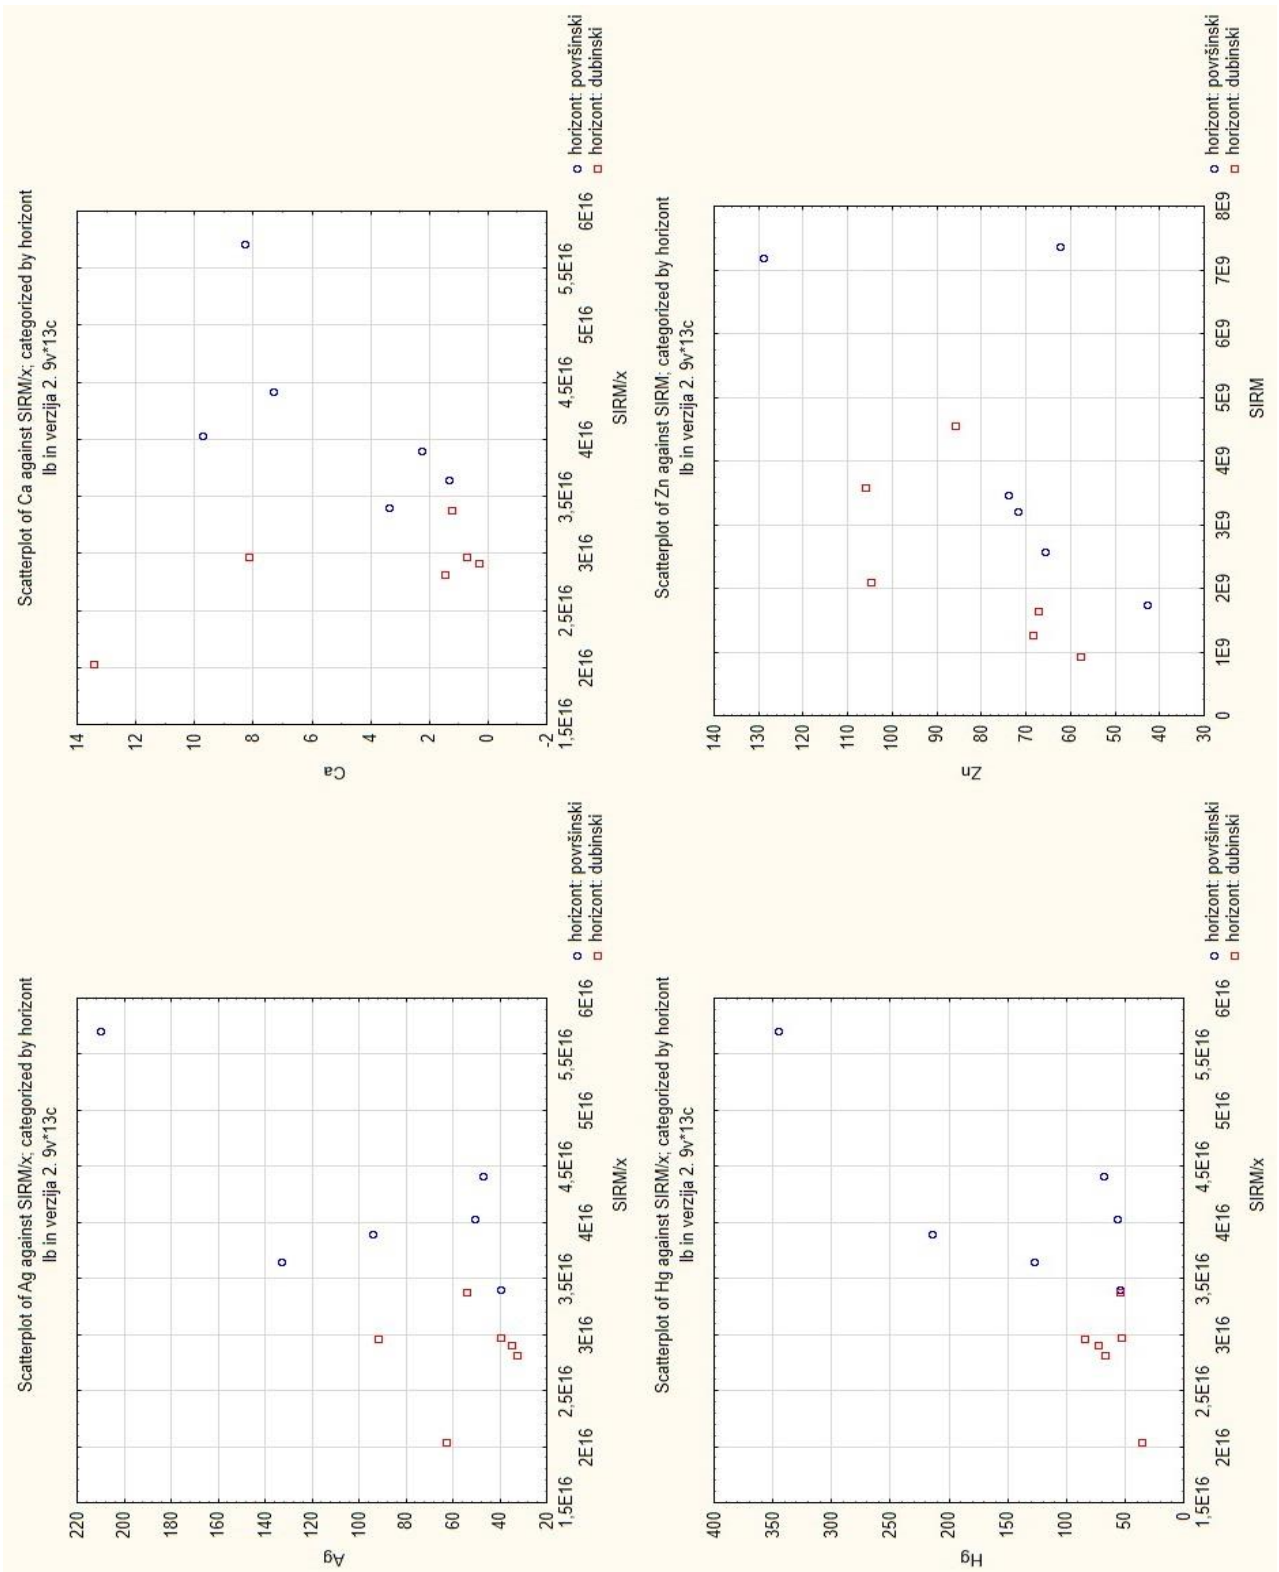 Scatterplot of Ag against SIRM/x; categorized by horizont
lb in verzija 2. 9v*13c
220
200
180
160
140
120
100
80
60
40
20
Ag
1,5E16 2E16 2,5E16 3E16 3,5E16 4E16 4,5E16 5E16 5,5E16 6E16
SIRM/x
horizont: površinski
horizont: dubinski
Scatterplot of Ca against SIRM/x; categorized by horizont
lb in verzija 2. 9v*13c
14
12
10
8
6
4
2
0
-2
Ca
1,5E16 2E16 2,5E16 3E16 3,5E16 4E16 4,5E16 5E16 5,5E16 6E16
SIRM/x
horizont: površinski
horizont: dubinski
Scatterplot of Hg against SIRM/x; categorized by horizont
lb in verzija 2. 9v*13c
400
350
300
250
200
150
100
50
0
Hg
1,5E16 2E16 2,5E16 3E16 3,5E16 4E16 4,5E16 5E16 5,5E16 6E16
SIRM/x
horizont: površinski
horizont: dubinski
Scatterplot of Zn against SIRM; categorized by horizont
lb in verzija 2. 9v*13c
140
130
120
110
100
90
80
70
60
50
40
30
Zn
0 1E9 2E9 3E9 4E9 5E9 6E9 7E9 8E9
SIRM
horizont: površinski
horizont: dubinski